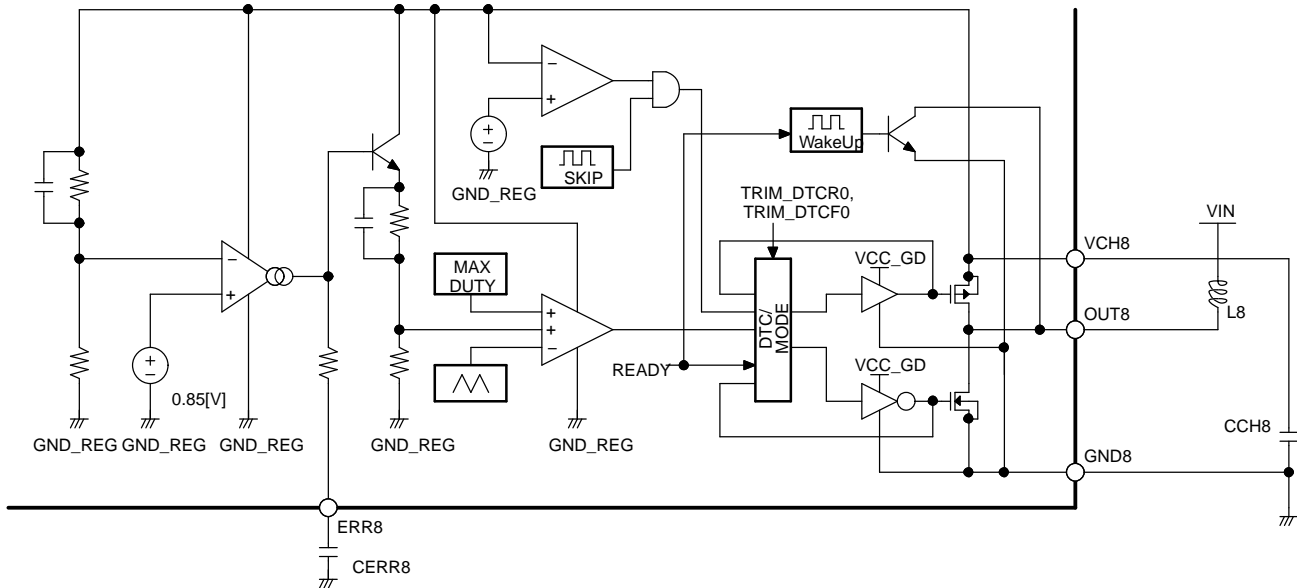 WakeUp
SKIP
GND_REG
TRIM_DTCR0,
TRIM_DTCF0
VIN
VCH8
MAX
DUTY
VCC_GD
L8
OUT8
DTC/
MODE
READY
VCC_GD
0.85[V]
GND_REG
GND_REG
GND_REG
GND_REG
GND_REG
CCH8
GND8
ERR8
CERR8